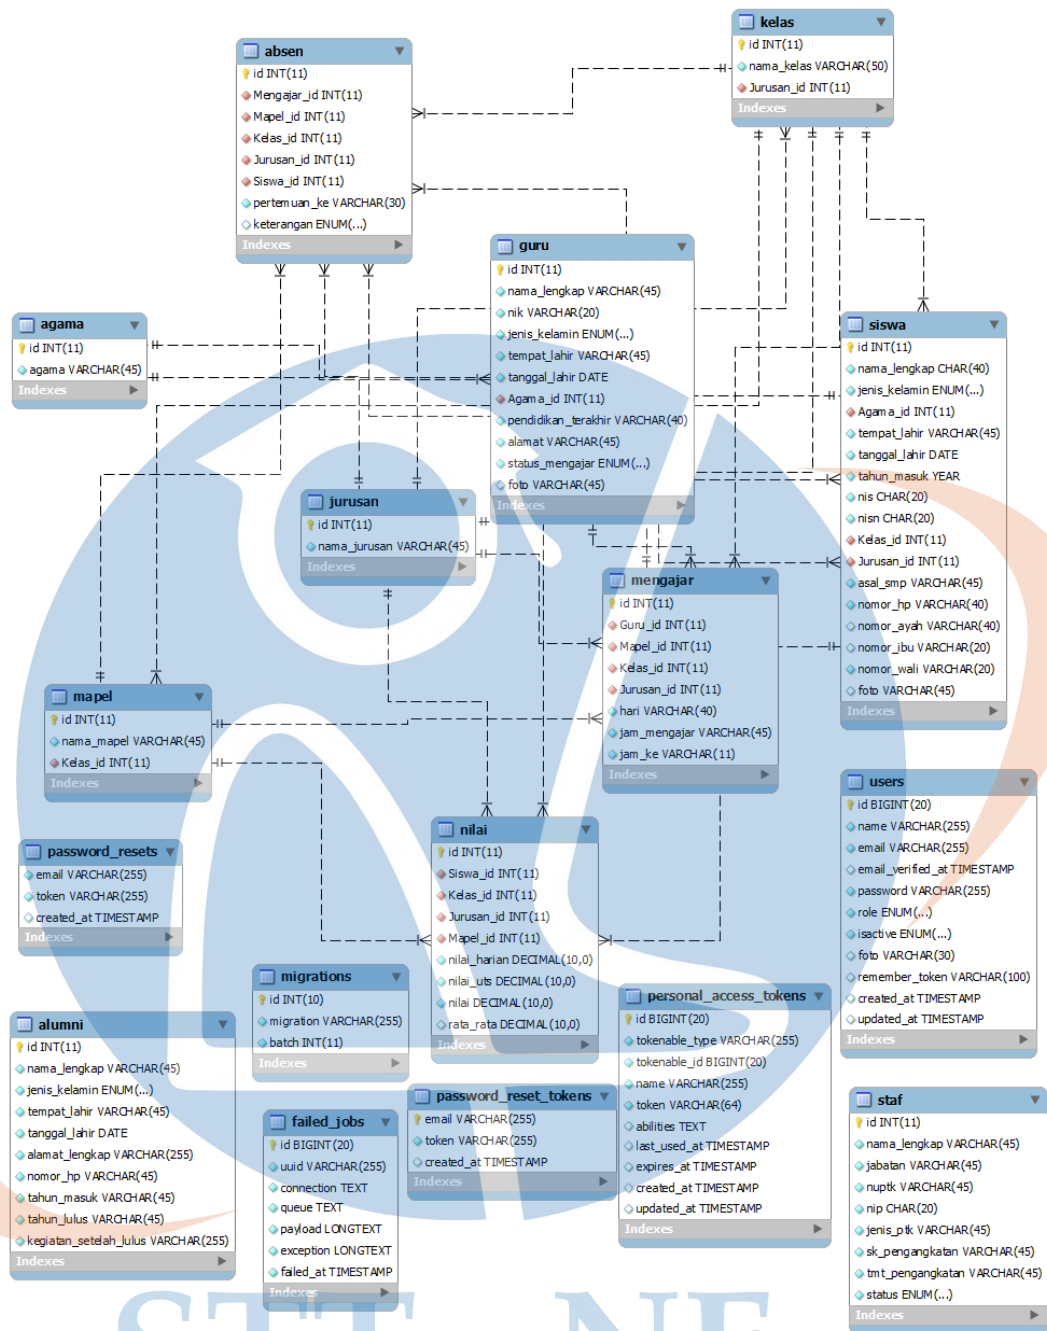 absen
id INT(11)
Mengajar_id INT(11)
Mapel_id INT(11)
Kelas_id INT(11)
Jurusan_id INT(11)
Siswa_id INT(11)
pertemuan_ke VARCHAR(30)
keterangan ENUM(...)
Indexes
kelas
id INT(11)
nama_kelas VARCHAR(50)
Jurusan_id INT(11)
Indexes
guru
id INT(11)
nama_lengkap VARCHAR(45)
nik VARCHAR(20)
jenis_kelamin ENUM(...)
tempat_lahir VARCHAR(45)
tanggal_lahir DATE
Agama_id INT(11)
pendidikan_terakhir VARCHAR(40)
alamat VARCHAR(45)
status_mengajar ENUM(...)
foto VARCHAR(45)
Indexes
agama
id INT(11)
agama VARCHAR(45)
Indexes
siswa
id INT(11)
nama_lengkap CHAR(40)
jenis_kelamin ENUM(...)
Agama_id INT(11)
tempat_lahir VARCHAR(45)
tanggal_lahir DATE
tahun_masuk YEAR
nis CHAR(20)
nisn CHAR(20)
Kelas_id INT(11)
Jurusan_id INT(11)
asal_smp VARCHAR(45)
nomor_hp VARCHAR(40)
nomor_ayah VARCHAR(40)
nomor_ibu VARCHAR(20)
nomor_wali VARCHAR(20)
foto VARCHAR(45)
Indexes
jurusan
id INT(11)
nama_jurusan VARCHAR(45)
Indexes
mengajar
id INT(11)
Guru_id INT(11)
Mapel_id INT(11)
Kelas_id INT(11)
Jurusan_id INT(11)
hari VARCHAR(40)
jam_mengajar VARCHAR(45)
jam_ke VARCHAR(11)
Indexes
mapel
id INT(11)
nama_mapel VARCHAR(45)
Kelas_id INT(11)
Indexes
users
id BIGINT(20)
name VARCHAR(255)
email VARCHAR(255)
email_verified_at TIMESTAMP
password VARCHAR(255)
role ENUM(...)
isactive ENUM(...)
foto VARCHAR(30)
remember_token VARCHAR(100)
created_at TIMESTAMP
updated_at TIMESTAMP
Indexes
nilai
id INT(11)
Siswa_id INT(11)
Kelas_id INT(11)
Jurusan_id INT(11)
Mapel_id INT(11)
nilai_harian DECIMAL(10,0)
nilai_uts DECIMAL(10,0)
nilai DECIMAL(10,0)
rata_rata DECIMAL(10,0)
Indexes
password_resets
email VARCHAR(255)
token VARCHAR(255)
created_at TIMESTAMP
Indexes
migrations
id INT(10)
migration VARCHAR(255)
batch INT(11)
Indexes
personal_access_tokens
id BIGINT(20)
tokenable_type VARCHAR(255)
tokenable_id BIGINT(20)
name VARCHAR(255)
token VARCHAR(64)
abilities TEXT
last_used_at TIMESTAMP
expires_at TIMESTAMP
created_at TIMESTAMP
updated_at TIMESTAMP
Indexes
alumni
id INT(11)
nama_lengkap VARCHAR(45)
jenis_kelamin ENUM(...)
tempat_lahir VARCHAR(45)
tanggal_lahir DATE
alamat_lengkap VARCHAR(255)
nomor_hp VARCHAR(45)
tahun_masuk VARCHAR(45)
tahun_lulus VARCHAR(45)
kegiatan_setelah_lulus VARCHAR(255)
Indexes
failed_jobs
id BIGINT(20)
uuid VARCHAR(255)
connection TEXT
queue TEXT
payload LONGTEXT
exception LONGTEXT
failed_at TIMESTAMP
Indexes
password_reset_tokens
email VARCHAR(255)
token VARCHAR(255)
created_at TIMESTAMP
Indexes
staf
id INT(11)
nama_lengkap VARCHAR(45)
jabatan VARCHAR(45)
nuptk VARCHAR(45)
nip CHAR(20)
jenis_ptk VARCHAR(45)
sk_pengangkatan VARCHAR(45)
tmt_pengangkatan VARCHAR(45)
status ENUM(...)
Indexes
STT - NF